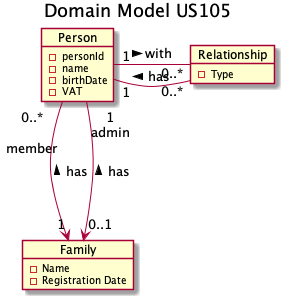 Domain Model US105
Person
personId
name
birthDate
VAT
1
with
Relationship
Type
has
0..*
1
0..*
0..*
1
member
admin
has
has
1
0..1
Family
Name
Registration Date